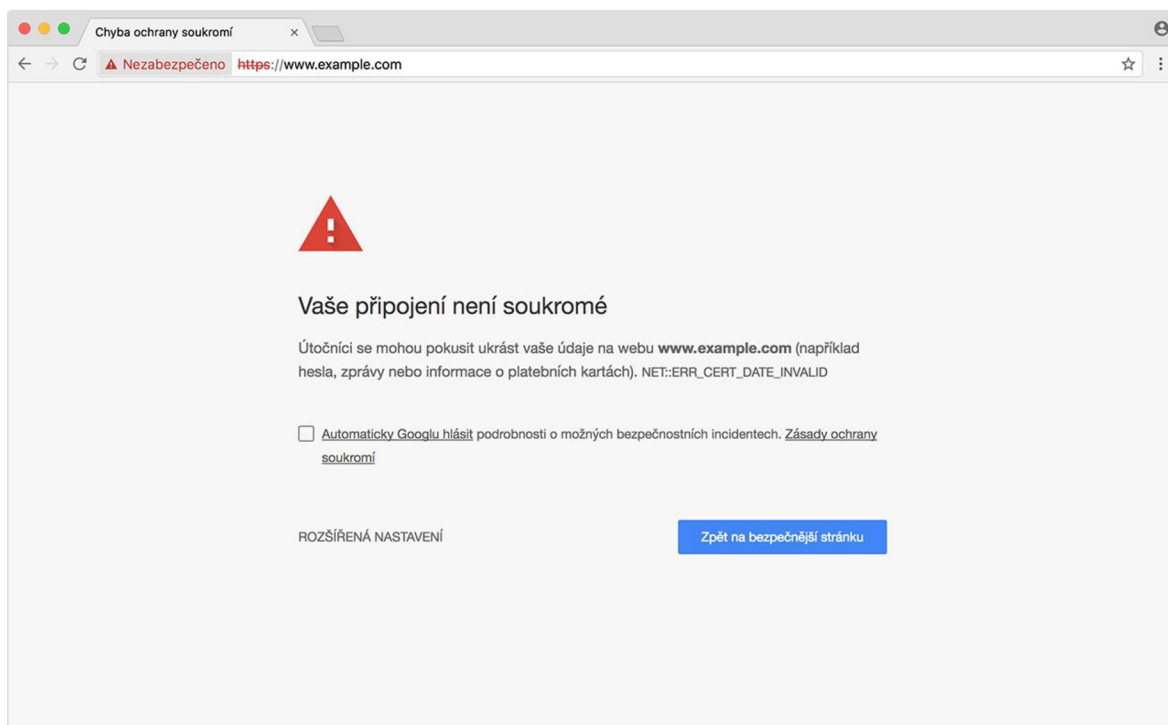 Chyba ochrany soukromí
Nezabezpečeno https://www.example.com
Vaše připojení není soukromé
Útočníci se mohou pokusit ukrást vaše údaje na webu www.example.com (například
hesla, zprávy nebo informace o platebních kartách). NET::ERR_CERT_DATE_INVALID
Automaticky Googlu hlásit podrobnosti o možných bezpečnostních incidentech. Zásady ochrany
soukromí
ROZŠÍŘENÁ NASTAVENÍ
Zpět na bezpečnější stránku